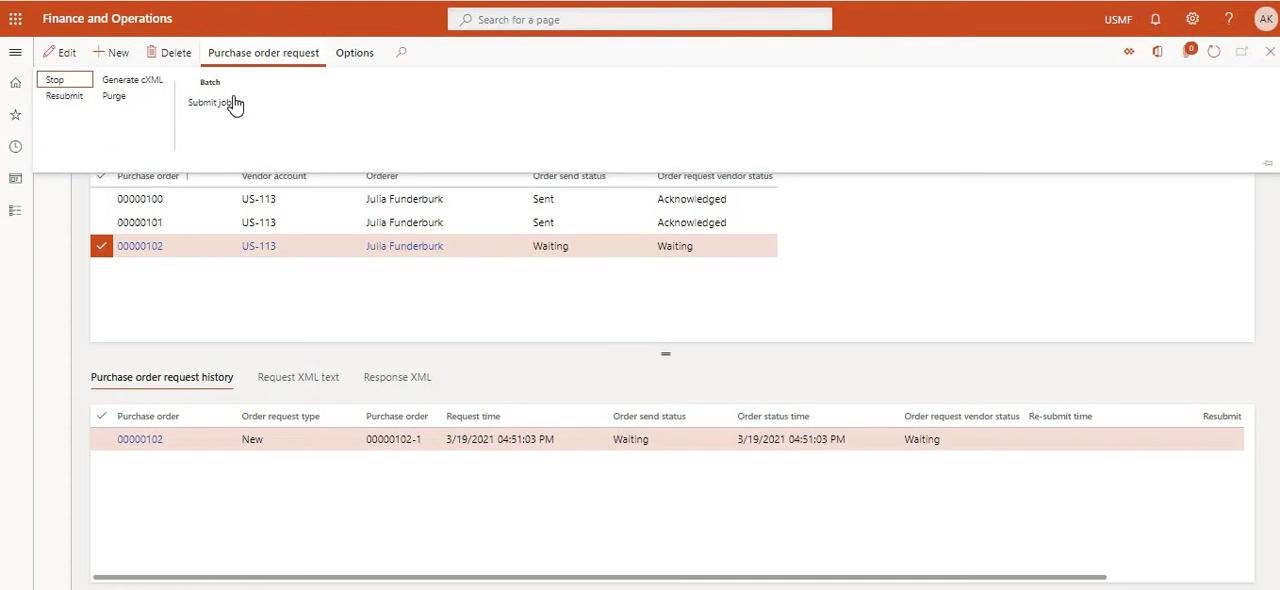 Finance and Operations
Search for a page
USMF
?
AK
Edit
New
Delete
Purchase order request
Options
0
Stop
Generate cXML
Resubmit
Purge
Batch
Submit job
Purchase order Vendor account Orderer Order send status Order request vendor status
00000100 US-113 Julia Funderburk Sent Acknowledged
00000101 US-113 Julia Funderburk Sent Acknowledged
00000102 US-113 Julia Funderburk Waiting Waiting
Purchase order request history Request XML text Response XML
Purchase order Order request type Purchase order Request time Order send status Order status time Order request vendor status Re-submit time Resubmit
00000102 New 00000102-1 3/19/2021 04:51:03 PM Waiting 3/19/2021 04:51:03 PM Waiting